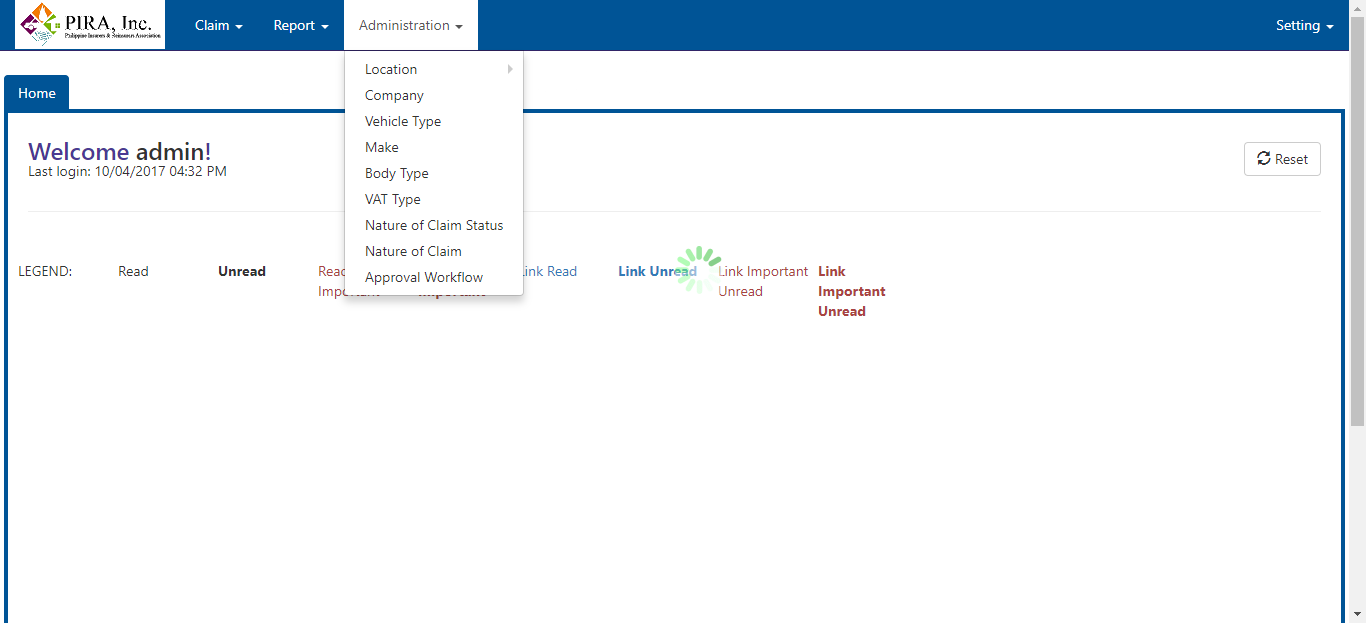 PIRA, Inc.
Philippine Insurers & Reinsurers Association
Claim
Report
Administration
Setting
Location
Company
Vehicle Type
Make
Body Type
VAT Type
Nature of Claim Status
Nature of Claim
Approval Workflow
Home
Welcome admin!
Last login: 10/04/2017 04:32 PM
Reset
LEGEND:
Read
Unread
Read
Important
Important
Link Read
Link Unread
Link Important
Unread
Link
Important
Unread